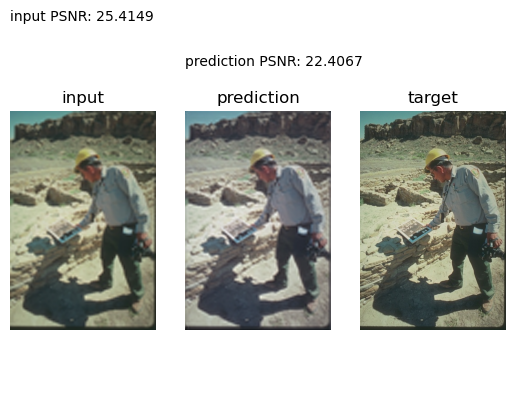 input PSNR: 25.4149
prediction PSNR: 22.4067
input
prediction
target